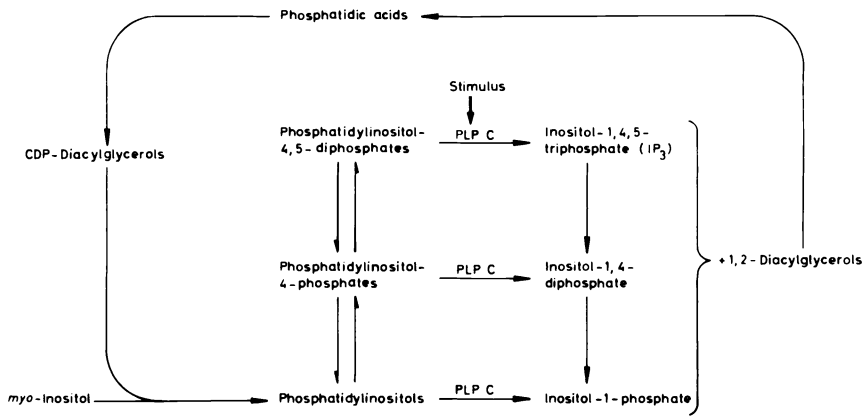 Phosphatidic acids
Stimulus
CDP-Diacylglycerols
Phosphatidylinositol-
4,5-diphosphates
PLP C
Inositol-1,4,5-
triphosphate (IP₃)
Phosphatidylinositol-
4-phosphates
PLP C
Inositol-1,4-
diphosphate
+1,2-Diacylglycerols
myo-Inositol
Phosphatidylinositols
PLP C
Inositol-1-phosphate